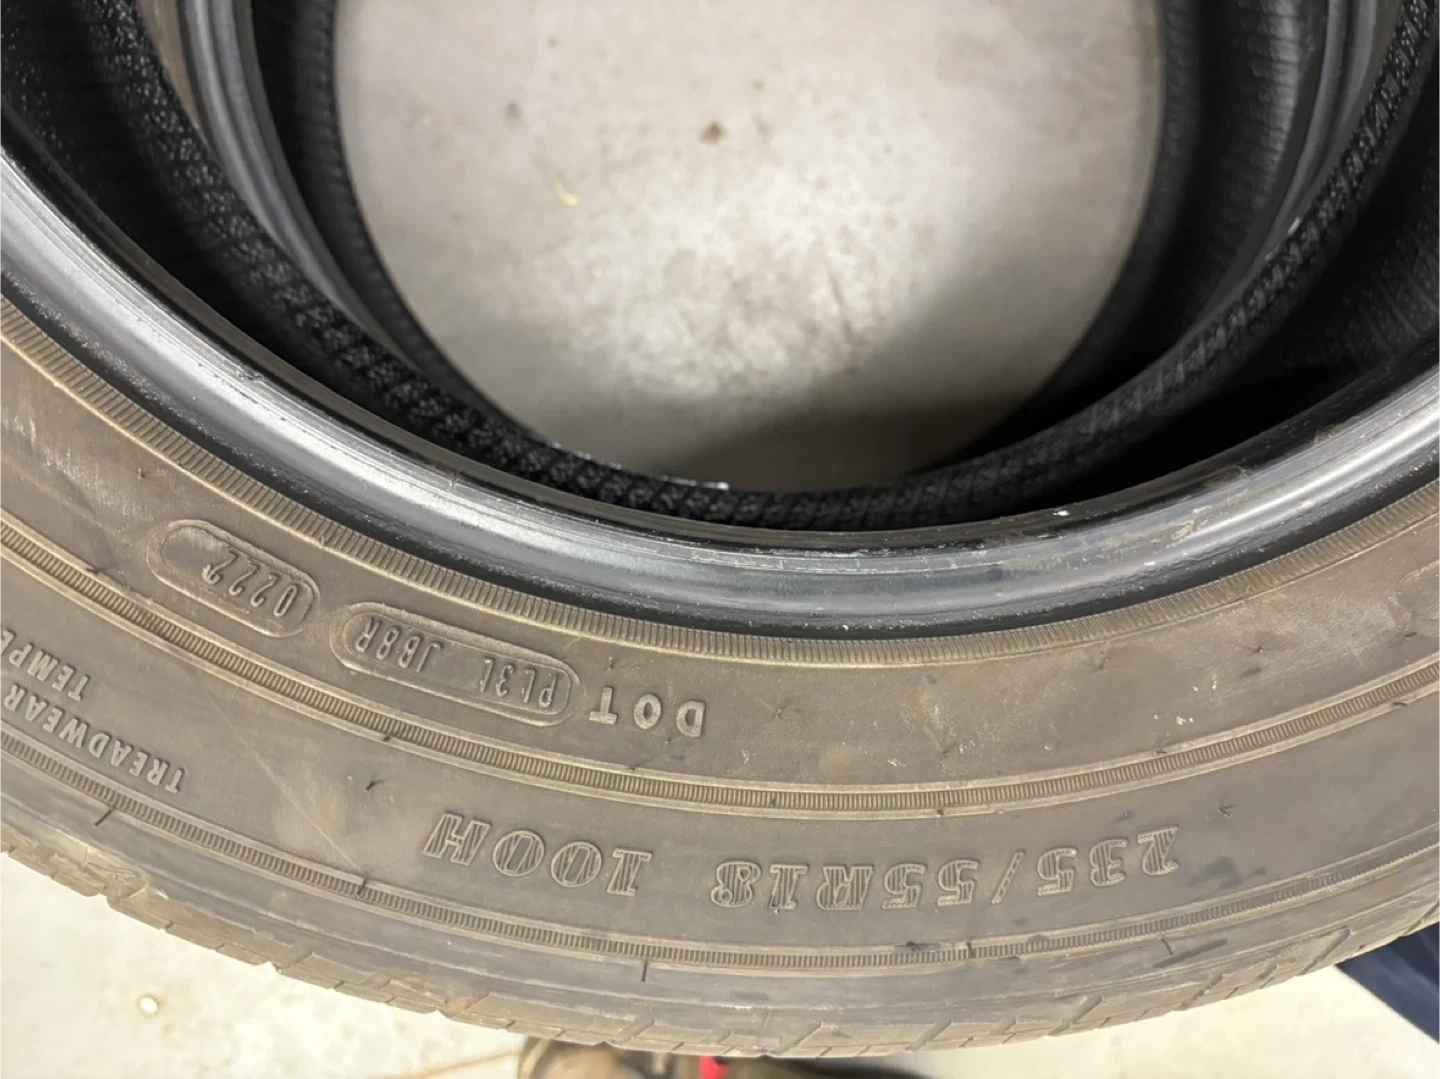 235/55R18 100H
DOT PL3L JB8R 0222
TREADWEAR